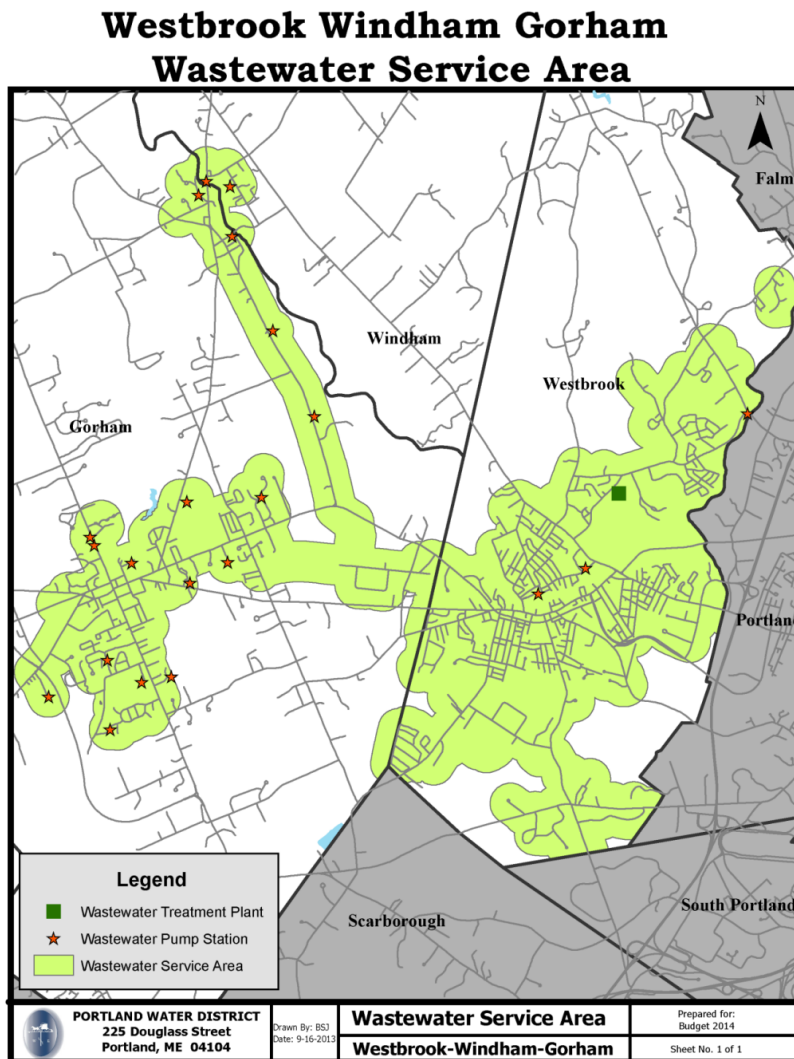 Westbrook Windham Gorham
Wastewater Service Area
N
Falm
Windham
Westbrook
Gorham
Portland
Legend
Wastewater Treatment Plant
Wastewater Pump Station
Wastewater Service Area
Scarborough
South Portland
PORTLAND WATER DISTRICT
225 Douglass Street
Portland, ME 04104
Drawn By: BSJ
Date: 9-16-2013
Wastewater Service Area
Westbrook-Windham-Gorham
Prepared for:
Budget 2014
Sheet No. 1 of 1